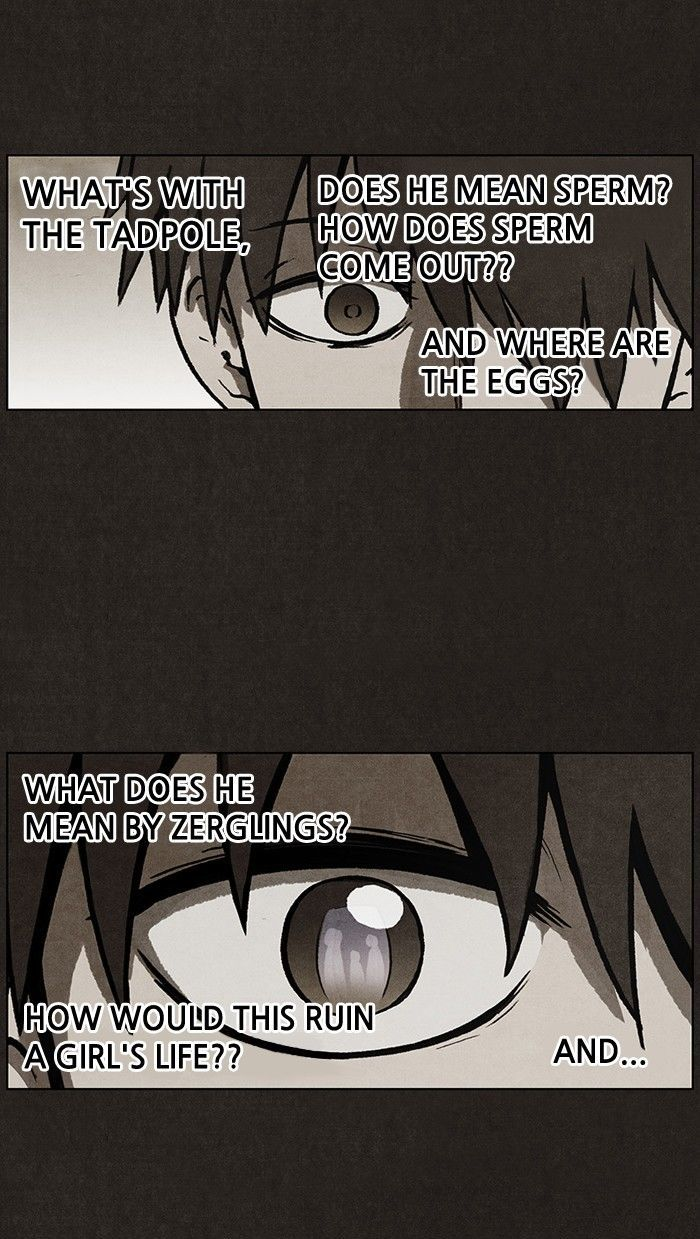 WHAT'S WITH
THE TADPOLE,
DOES HE MEAN SPERM?
HOW DOES SPERM
COME OUT??
AND WHERE ARE
THE EGGS?
WHAT DOES HE
MEAN BY ZERGLINGS?
HOW WOULD THIS RUIN
A GIRL'S LIFE??
AND...